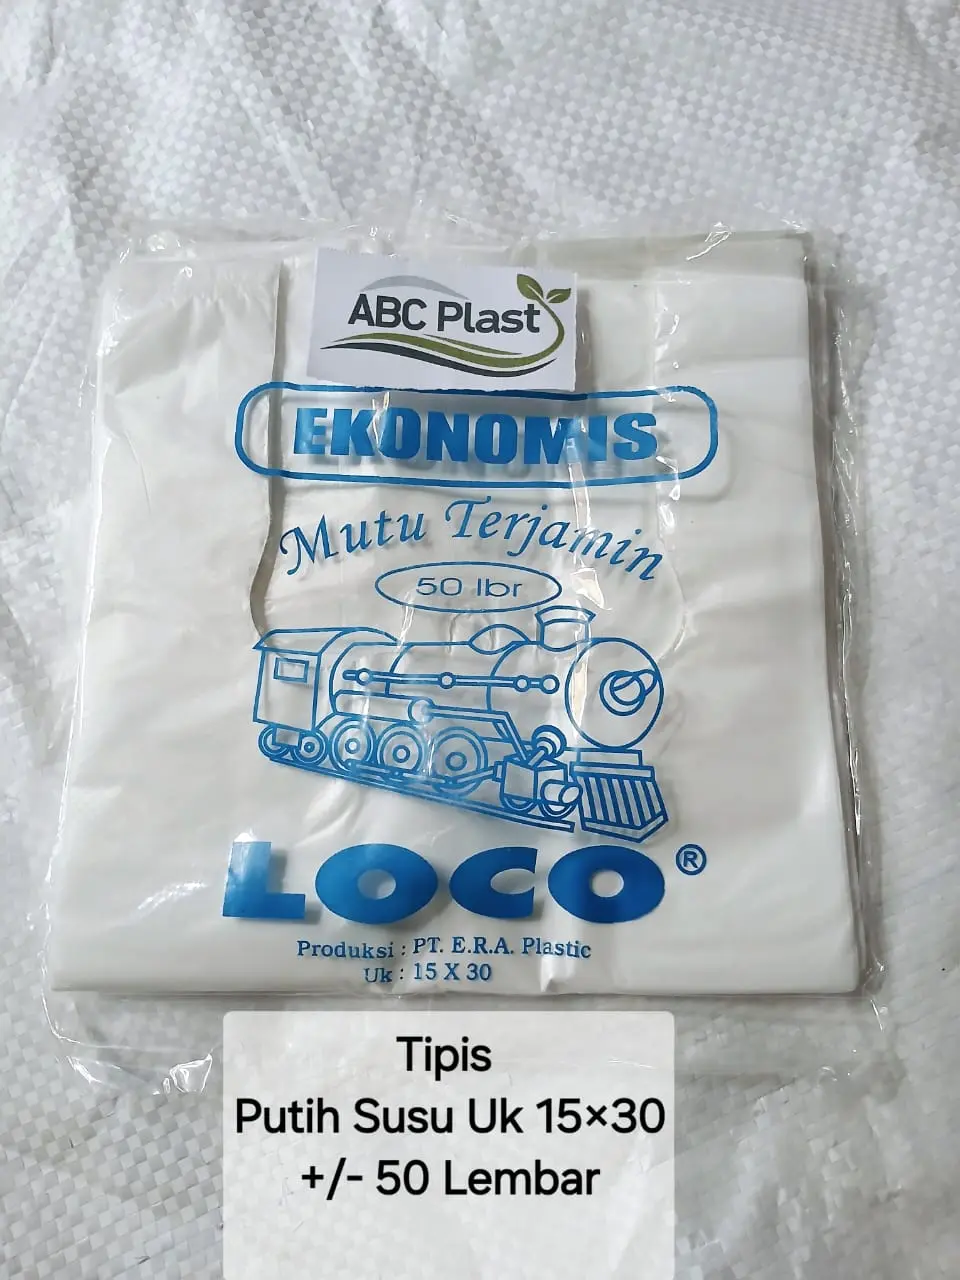 ABC Plast
EKONOMIS
Mutu Terjamin
50 lbr
LOCO®
Produksi : PT. E.R.A. Plastic
Uk : 15 X 30
Tipis
Putih Susu Uk 15×30
+/- 50 Lembar